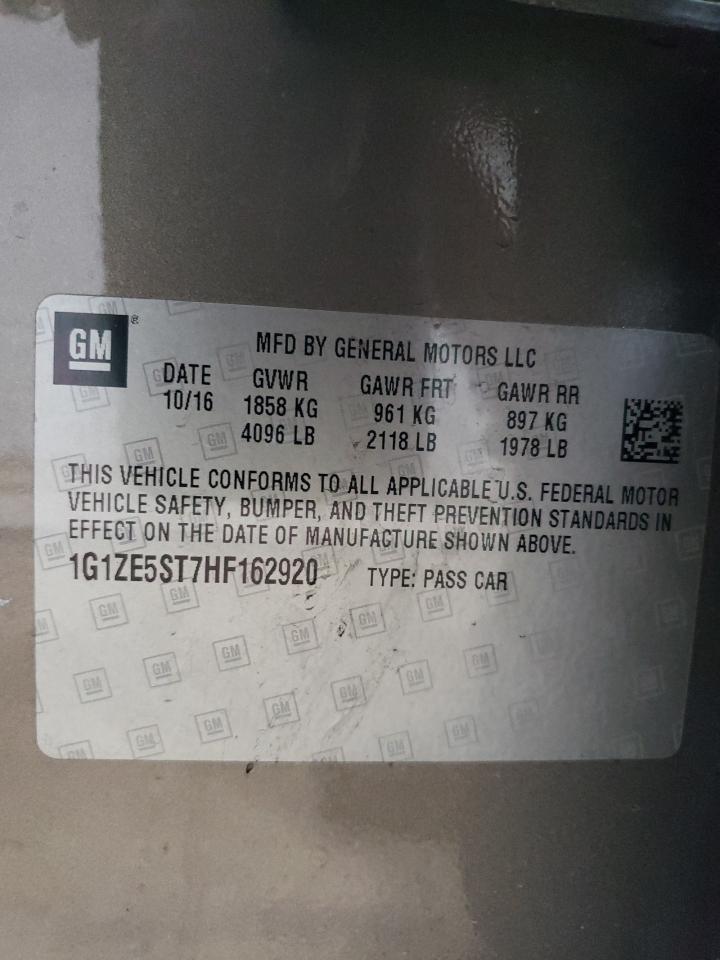 GM ®
MFD BY GENERAL MOTORS LLC
DATE GVWR GAWR FRT GAWR RR
10/16 1858 KG 961 KG 897 KG
4096 LB 2118 LB 1978 LB
THIS VEHICLE CONFORMS TO ALL APPLICABLE U.S. FEDERAL MOTOR
VEHICLE SAFETY, BUMPER, AND THEFT PREVENTION STANDARDS IN
EFFECT ON THE DATE OF MANUFACTURE SHOWN ABOVE.
1G1ZE5ST7HF162920 TYPE: PASS CAR